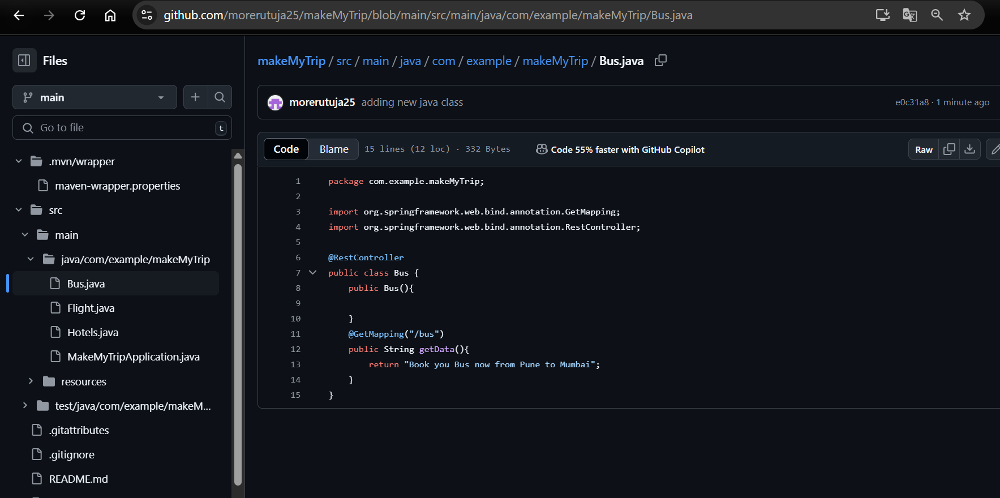 github.com/morerutuja25/makeMyTrip/blob/main/src/main/java/com/example/makeMyTrip/Bus.java
Files
main
Go to file
t
.mvn/wrapper
maven-wrapper.properties
src
main
java/com/example/makeMyTrip
Bus.java
Flight.java
Hotels.java
MakeMyTripApplication.java
resources
test/java/com/example/makeM...
.gitattributes
.gitignore
README.md
makeMyTrip / src / main / java / com / example / makeMyTrip / Bus.java
morerutuja25 adding new java class
e0c31a8 · 1 minute ago
Code Blame 15 lines (12 loc) · 332 Bytes Code 55% faster with GitHub Copilot Raw
1 package com.example.makeMyTrip;
2
3 import org.springframework.web.bind.annotation.GetMapping;
4 import org.springframework.web.bind.annotation.RestController;
5
6 @RestController
7 public class Bus {
8     public Bus(){
9
10     }
11     @GetMapping("/bus")
12     public String getData(){
13         return "Book you Bus now from Pune to Mumbai";
14     }
15 }